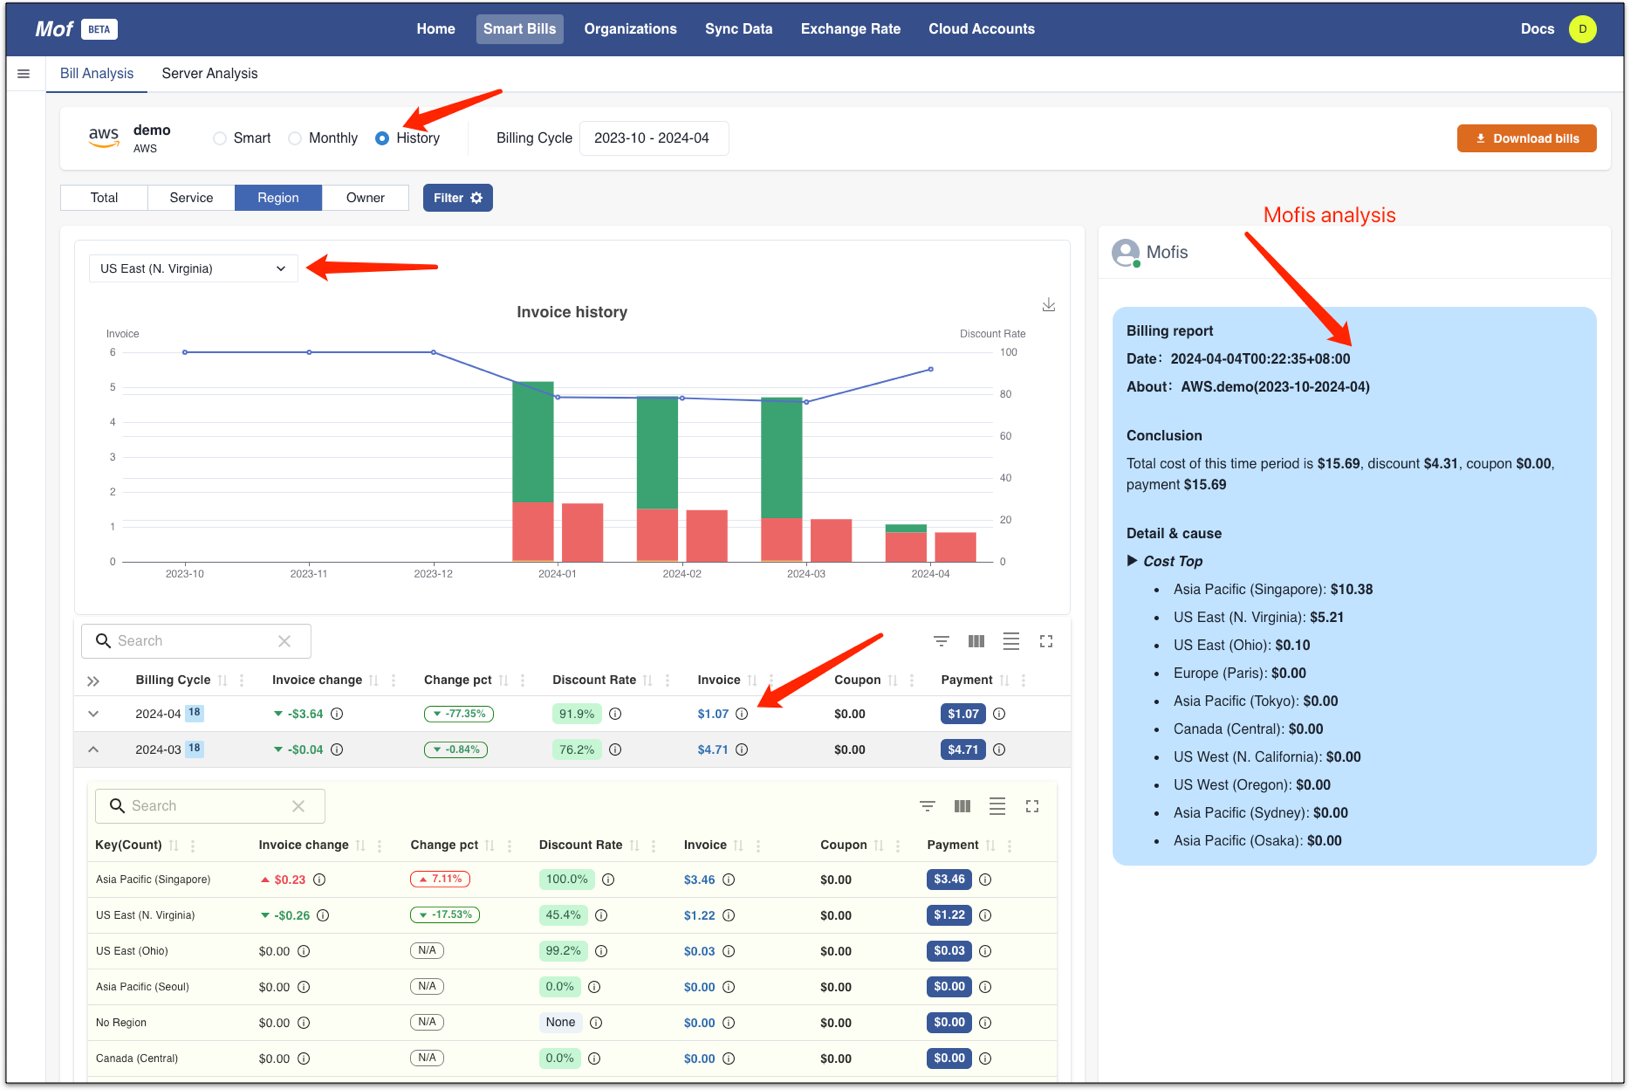 Mof BETA
Home Smart Bills Organizations Sync Data Exchange Rate Cloud Accounts
Docs D
Bill Analysis Server Analysis
aws demo
AWS
Smart Monthly History Billing Cycle 2023-10 - 2024-04 Download bills
Total Service Region Owner Filter
Mofis analysis
US East (N. Virginia)
Invoice history
Invoice Discount Rate
6 100
5
80
4
60
3
40
2
20
1
0 0
2023-10 2023-11 2023-12 2024-01 2024-02 2024-03 2024-04
Search
Billing Cycle Invoice change Change pct Discount Rate Invoice Coupon Payment
2024-04 18 -$3.64 -77.35% 91.9% $1.07 $0.00 $1.07
2024-03 18 -$0.04 -0.84% 76.2% $4.71 $0.00 $4.71
Search
Key(Count) Invoice change Change pct Discount Rate Invoice Coupon Payment
Asia Pacific (Singapore) $0.23 7.11% 100.0% $3.46 $0.00 $3.46
US East (N. Virginia) -$0.26 -17.53% 45.4% $1.22 $0.00 $1.22
US East (Ohio) $0.00 N/A 99.2% $0.03 $0.00 $0.03
Asia Pacific (Seoul) $0.00 N/A 0.0% $0.00 $0.00 $0.00
No Region $0.00 N/A None $0.00 $0.00 $0.00
Canada (Central) $0.00 N/A 0.0% $0.00 $0.00 $0.00
Mofis
Billing report
Date： 2024-04-04T00:22:35+08:00
About： AWS.demo(2023-10-2024-04)
Conclusion
Total cost of this time period is $15.69, discount $4.31, coupon $0.00,
payment $15.69
Detail & cause
▶ Cost Top
• Asia Pacific (Singapore): $10.38
• US East (N. Virginia): $5.21
• US East (Ohio): $0.10
• Europe (Paris): $0.00
• Asia Pacific (Tokyo): $0.00
• Canada (Central): $0.00
• US West (N. California): $0.00
• US West (Oregon): $0.00
• Asia Pacific (Sydney): $0.00
• Asia Pacific (Osaka): $0.00